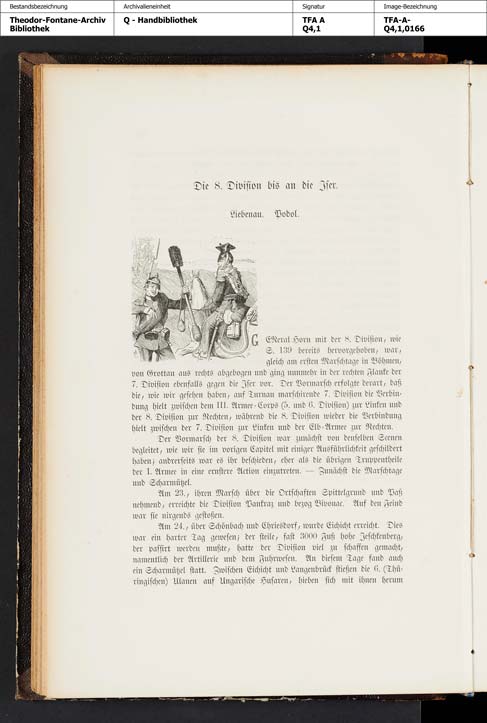 Bestandsbezeichnung Archivalieneinheit Signatur Image-Bezeichnung
Theodor-Fontane-Archiv Q - Handbibliothek TFA A TFA-A-
Bibliothek Q4,1 Q4,1,0166
Die 8. Diviſion bis an die Iſer.
Liebenau. Podol.
GENeral Horn mit der 8. Diviſion, wie
S. 139 bereits hervorgehoben, war,
gleich am erſten Marſchtage in Böhmen,
von Grottau aus rechts abgebogen und ging nunmehr in der rechten Flanke der
7. Diviſion ebenfalls gegen die Iſer vor. Der Vormarſch erfolgte derart, daß
die, wie wir geſehen haben, auf Turnau marſchirende 7. Diviſion die Verbin-
dung hielt zwiſchen dem III. Armee-Corps (5. und 6. Diviſion) zur Linken und
der 8. Diviſion zur Rechten, während die 8. Diviſion wieder die Verbindung
hielt zwiſchen der 7. Diviſion zur Linken und der Elb-Armee zur Rechten.
Der Vormarſch der 8. Diviſion war zunächſt von denſelben Scenen
begleitet, wie wir ſie im vorigen Capitel mit einiger Ausführlichkeit geſchildert
haben; andrerſeits war es ihr beſchieden, eher als die übrigen Truppentheile
der I. Armee in eine ernſtere Action einzutreten. — Zunächſt die Marſchtage
und Scharmützel.
Am 23., ihren Marſch über die Ortſchaften Spittelgrund und Paß
nehmend, erreichte die Diviſion Pankraz und bezog Bivouac. Auf den Feind
war ſie nirgends geſtoßen.
Am 24., über Schönbach und Chriesdorf, wurde Eichicht erreicht. Dies
war ein harter Tag geweſen; der ſteile, faſt 3000 Fuß hohe Jeſchkenberg,
der paſſirt werden mußte, hatte der Diviſion viel zu ſchaffen gemacht,
namentlich der Artillerie und dem Fuhrweſen. An dieſem Tage fand auch
ein Scharmützel ſtatt. Zwiſchen Eichicht und Langenbrück ſtießen die 6. (Thü-
ringiſchen) Ulanen auf Ungariſche Huſaren, hieben ſich mit ihnen herum